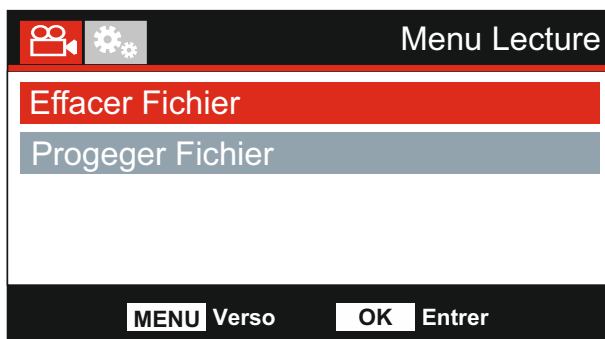 Menu Lecture
Effacer Fichier
Progeger Fichier
MENU Verso OK Entrer